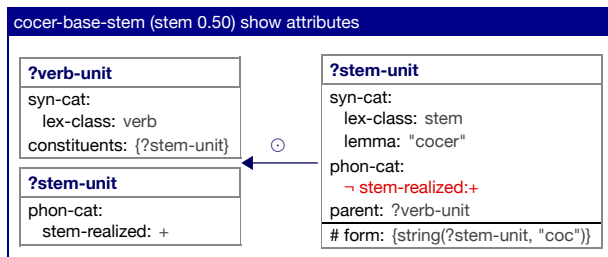 cocer-base-stem (stem 0.50) show attributes
?verb-unit
syn-cat:
lex-class: verb
constituents: {?stem-unit}
?stem-unit
phon-cat:
stem-realized: +
⊙
?stem-unit
syn-cat:
lex-class: stem
lemma: "cocer"
phon-cat:
¬ stem-realized:+
parent: ?verb-unit
# form: {string(?stem-unit, "coc")}